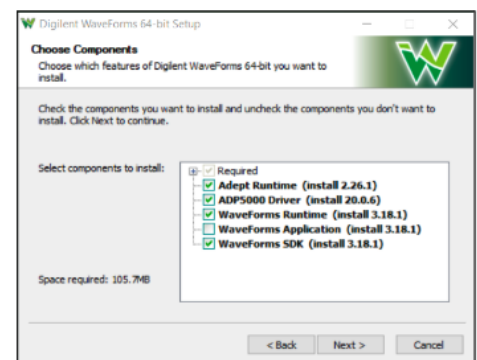 Digilent WaveForms 64-bit Setup
Choose Components
Choose which features of Digilent WaveForms 64-bit you want to
install.
Check the components you want to install and uncheck the components you don't want to
install. Click Next to continue.
Select components to install:
Required
Adept Runtime (install 2.26.1)
ADP5000 Driver (install 20.0.6)
WaveForms Runtime (install 3.18.1)
WaveForms Application (install 3.18.1)
WaveForms SDK (install 3.18.1)
Space required: 105.7MB
< Back
Next >
Cancel